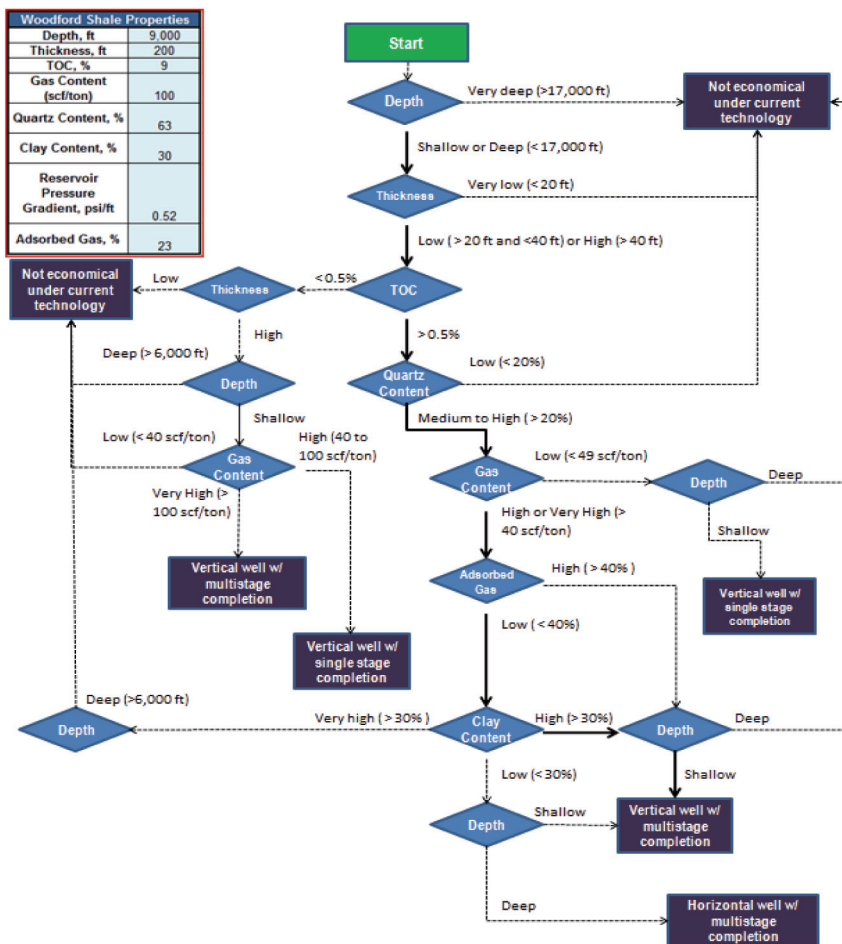 Woodford Shale Properties
Depth, ft 9,000
Thickness, ft 200
TOC, % 9
Gas Content
(scf/ton) 100
Quartz Content, % 63
Clay Content, % 30
Reservoir
Pressure
Gradient, psi/ft 0.52
Adsorbed Gas, % 23
Start
Depth
Very deep (>17,000 ft)
Not economical
under current
technology
Shallow or Deep (< 17,000 ft)
Thickness
Very low (< 20 ft)
Low ( > 20 ft and <40 ft) or High (> 40 ft)
Not economical
under current
technology
Low
Thickness
<0.5%
TOC
High
>0.5%
Deep (> 6,000 ft)
Depth
Quartz
Content
Low (<20%)
Shallow
Medium to High ( > 20%)
Low (< 40 scf/ton)
High (40 to
100 scf/ton)
Gas
Content
Very High (>
100 scf/ton)
Gas
Content
Low (< 49 scf/ton)
Depth
Deep
High or Very High (>
40 scf/ton)
Shallow
Vertical well w/
multistage
completion
Adsorbed
Gas
High ( > 40% )
Vertical well w/
single stage
completion
Low ( < 40%)
Vertical well w/
single stage
completion
Deep (>6,000 ft)
Depth
Very high ( > 30% )
Clay
Content
High (> 30%)
Depth
Deep
Low (<30%)
Shallow
Depth
Shallow
Vertical well w/
multistage
completion
Deep
Horizontal well w/
multistage
completion